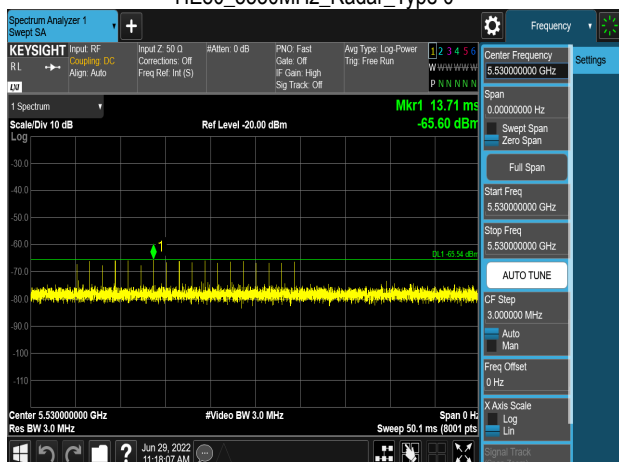 Spectrum Analyzer 1
Swept SA
+
Frequency
KEYSIGHT
RL
LXI
Input: RF
Coupling: DC
Align: Auto
Input Z: 50 Ω
Corrections: Off
Freq Ref: Int (S)
#Atten: 0 dB
PNO: Fast
Gate: Off
IF Gain: High
Sig Track: Off
Avg Type: Log-Power
Trig: Free Run
1 2 3 4 5 6
W W W W W W
P N N N N N
1 Spectrum
Scale/Div 10 dB
Log
Ref Level -20.00 dBm
Mkr1 13.71 ms
-65.60 dBm
1
DL1 -65.54 dBm
-30.0
-40.0
-50.0
-60.0
-70.0
-80.0
-90.0
-100
-110
Center 5.530000000 GHz
Res BW 3.0 MHz
#Video BW 3.0 MHz
Span 0 Hz
Sweep 50.1 ms (8001 pts)
?
Jun 29, 2022
11:18:07 AM
Center Frequency
5.530000000 GHz
Span
0.00000000 Hz
Swept Span
Zero Span
Full Span
Start Freq
5.530000000 GHz
Stop Freq
5.530000000 GHz
AUTO TUNE
CF Step
3.000000 MHz
Auto
Man
Freq Offset
0 Hz
X Axis Scale
Log
Lin
Signal Track
Settings